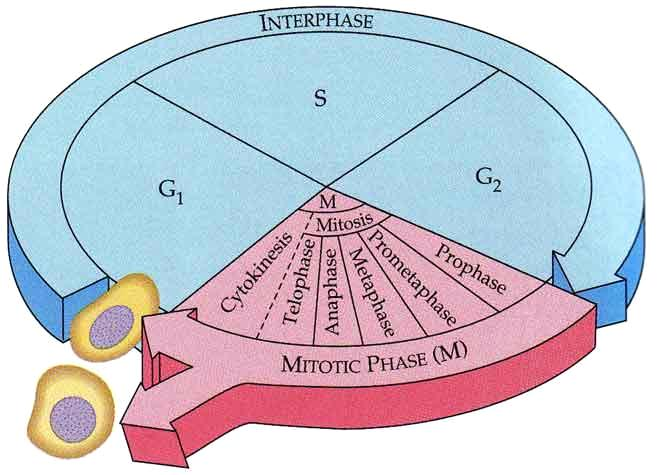 INTERPHASE
S
G₁
G₂
M
Mitosis
Cytokinesis
Telophase
Anaphase
Metaphase
Prometaphase
Prophase
MITOTIC PHASE (M)